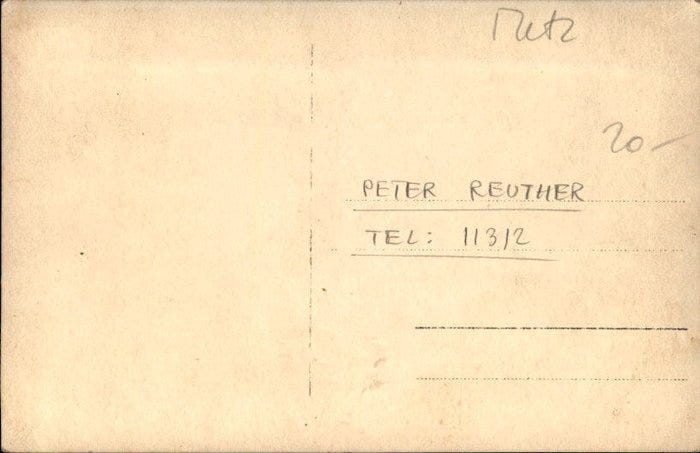 Metz
20-
PETER REUTHER
TEL: 11312